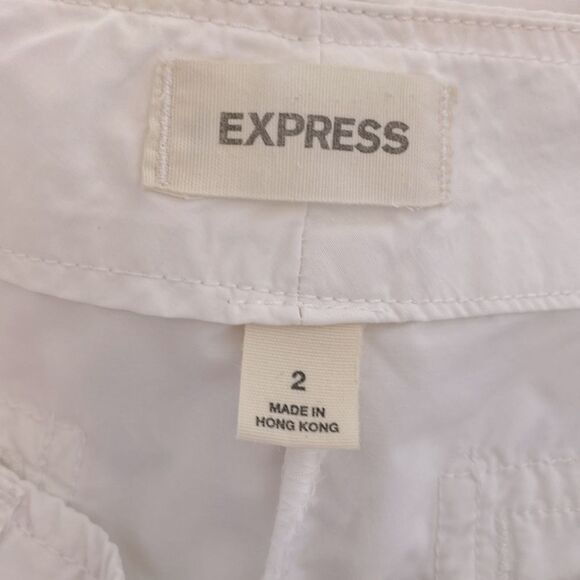 EXPRESS
2
MADE IN
HONG KONG